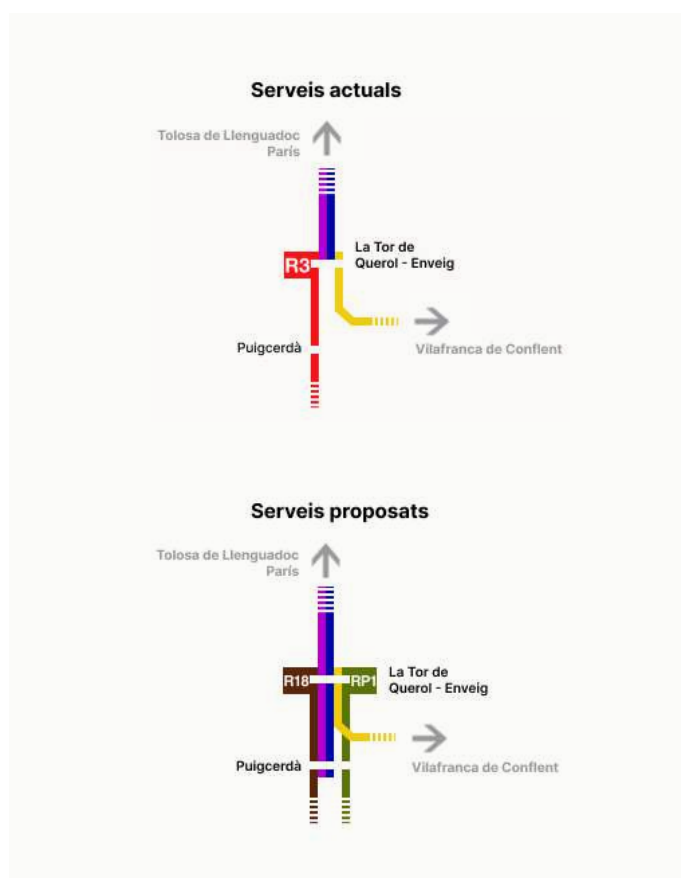 Serveis actuals
Tolosa de Llenguadoc
París
La Tor de
Querol - Enveig
R3
Puigcerdà
Vilafranca de Conflent
Serveis proposats
Tolosa de Llenguadoc
París
La Tor de
Querol - Enveig
R18
RP1
Puigcerdà
Vilafranca de Conflent